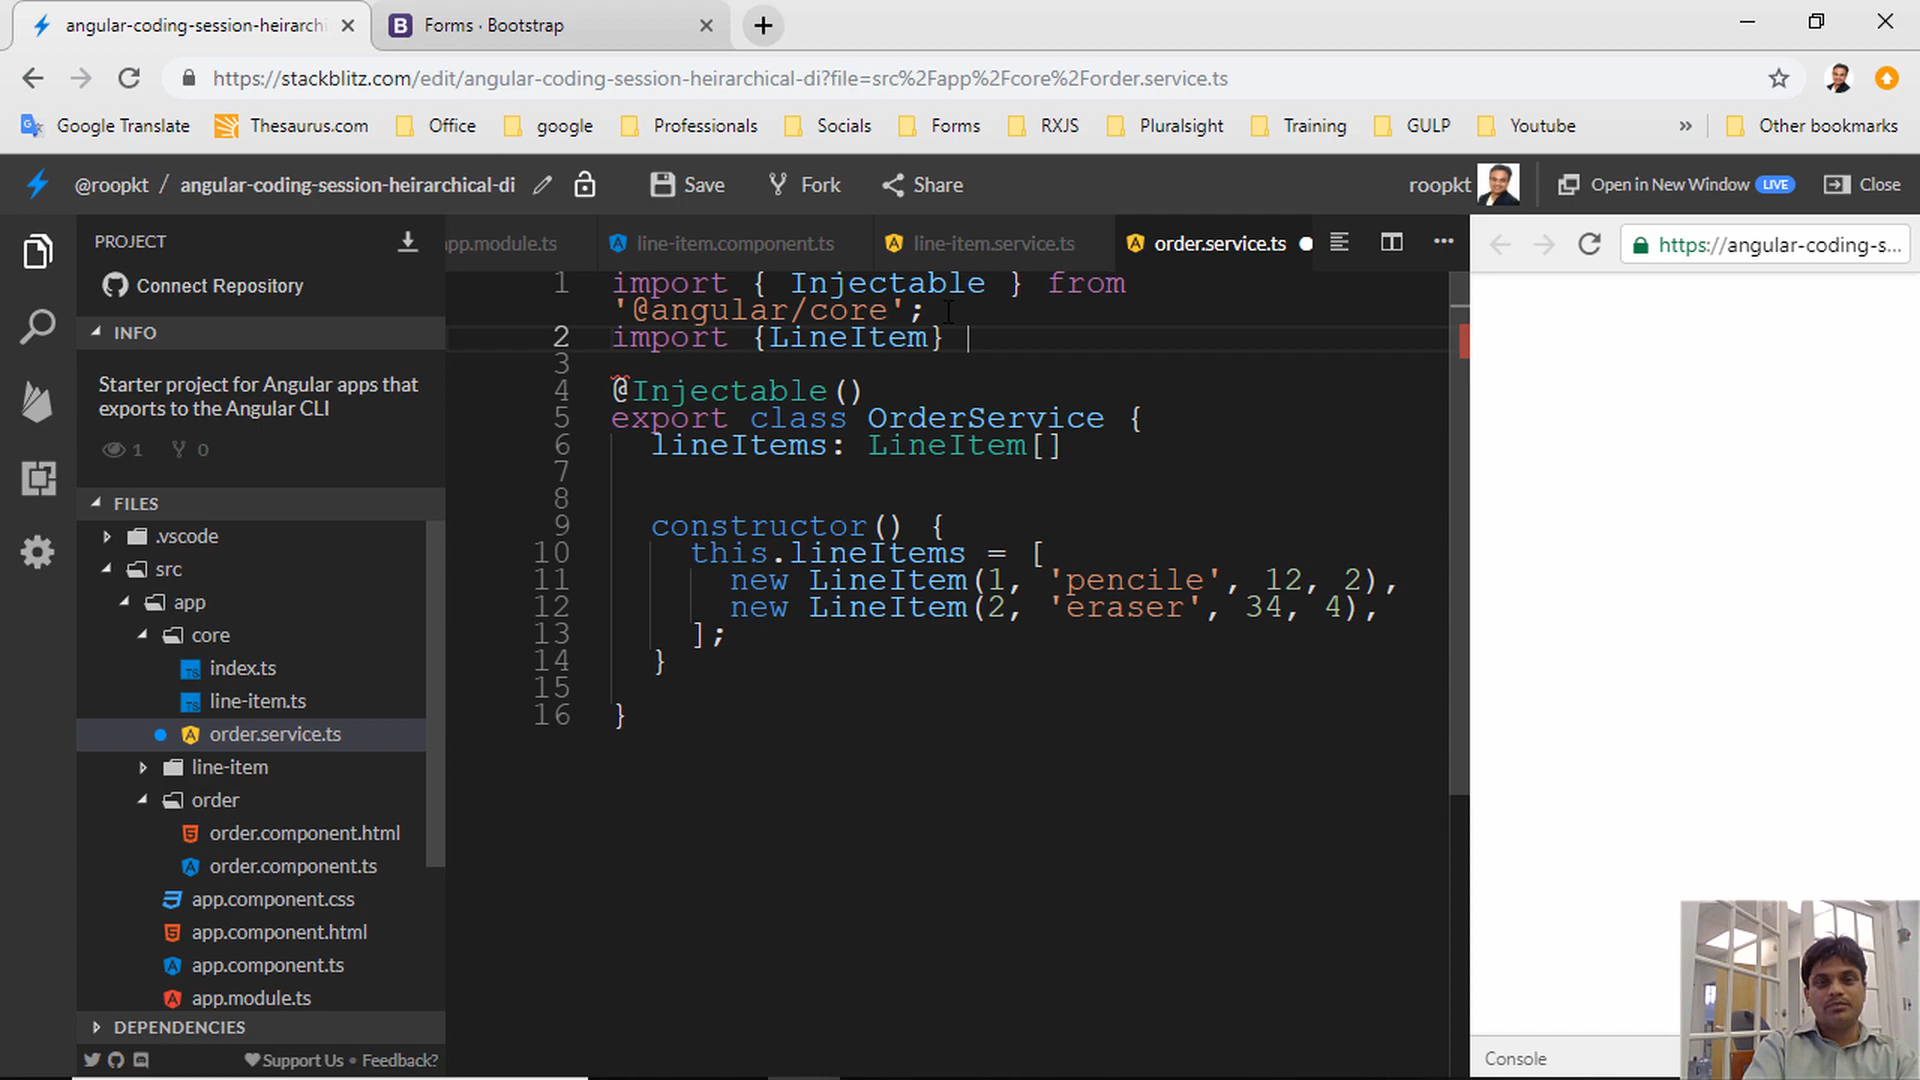 angular-coding-session-heirarchi
Forms · Bootstrap
https://stackblitz.com/edit/angular-coding-session-heirarchical-di?file=src%2Fapp%2Fcore%2Forder.service.ts
Google Translate
Thesaurus.com
Office
google
Professionals
Socials
Forms
RXJS
Pluralsight
Training
GULP
Youtube
»
Other bookmarks
@roopkt / angular-coding-session-heirarchical-di
Save
Fork
Share
roopkt
Open in New Window LIVE
Close
PROJECT
Connect Repository
INFO
Starter project for Angular apps that
exports to the Angular CLI
1
0
FILES
.vscode
src
app
core
index.ts
line-item.ts
order.service.ts
line-item
order
order.component.html
order.component.ts
app.component.css
app.component.html
app.component.ts
app.module.ts
DEPENDENCIES
Support Us • Feedback?
app.module.ts
line-item.component.ts
line-item.service.ts
order.service.ts
1 import { Injectable } from
'@angular/core';
2 import {LineItem}
3
4 @Injectable()
5 export class OrderService {
6 lineItems: LineItem[]
7
8
9 constructor() {
10 this.lineItems = [
11 new LineItem(1, 'pencile', 12, 2),
12 new LineItem(2, 'eraser', 34, 4),
13 ];
14 }
15
16 }
https://angular-coding-s...
Console